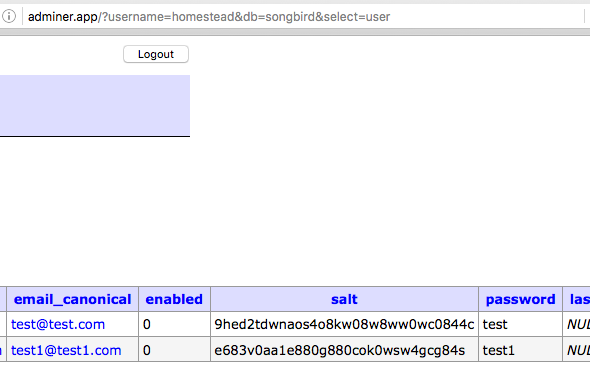 adminer.app/?username=homestead&db=songbird&select=user
Logout
email_canonical enabled salt password las
test@test.com 0 9hed2tdwnaos4o8kw08w8ww0wc0844c test NUL
test1@test1.com 0 e683v0aa1e880g880cok0wsw4gcg84s test1 NUL